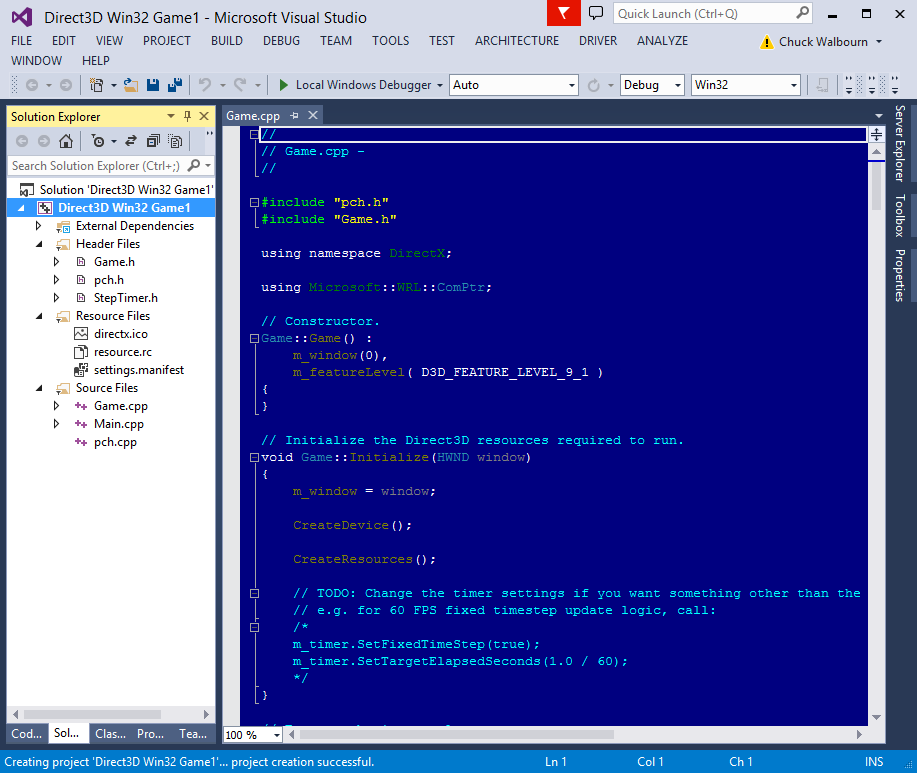 Direct3D Win32 Game1 - Microsoft Visual Studio
Quick Launch (Ctrl+Q)
FILE EDIT VIEW PROJECT BUILD DEBUG TEAM TOOLS TEST ARCHITECTURE DRIVER ANALYZE
Chuck Walbourn
WINDOW HELP
Local Windows Debugger Auto Debug Win32
Solution Explorer
Search Solution Explorer (Ctrl+;)
Solution 'Direct3D Win32 Game1'
Direct3D Win32 Game1
External Dependencies
Header Files
Game.h
pch.h
StepTimer.h
Resource Files
directx.ico
resource.rc
settings.manifest
Source Files
Game.cpp
Main.cpp
pch.cpp
Cod... Sol... Clas... Pro... Tea...
Game.cpp
//
// Game.cpp -
//
#include "pch.h"
#include "Game.h"
using namespace DirectX;
using Microsoft::WRL::ComPtr;
// Constructor.
Game::Game() :
m_window(0),
m_featureLevel( D3D_FEATURE_LEVEL_9_1 )
{
}
// Initialize the Direct3D resources required to run.
void Game::Initialize(HWND window)
{
m_window = window;
CreateDevice();
CreateResources();
// TODO: Change the timer settings if you want something other than the
// e.g. for 60 FPS fixed timestep update logic, call:
/*
m_timer.SetFixedTimeStep(true);
m_timer.SetTargetElapsedSeconds(1.0 / 60);
*/
}
100 %
Server Explorer
Toolbox
Properties
Creating project 'Direct3D Win32 Game1'... project creation successful.
Ln 1 Col 1 Ch 1 INS